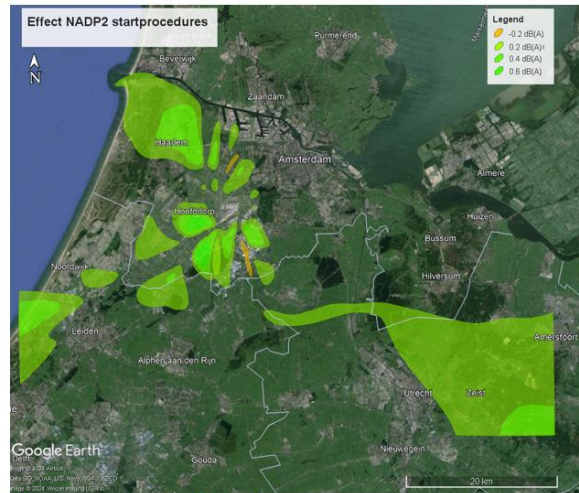 Effect NADP2 startprocedures
Purmerend
Legend
-0.2 dB(A)
0.2 dB(A)
0.4 dB(A)
0.6 dB(A)
N
Beverwijk
Zaandam
Haarlem
Amsterdam
Almere
Hoofddorp
Huizen
Bussum
Noordwijk
Hilversum
Leiden
Amersfoort
Alphen aan den Rijn
Utrecht
Zeist
Nieuwegein
Gouda
Google Earth
20 km